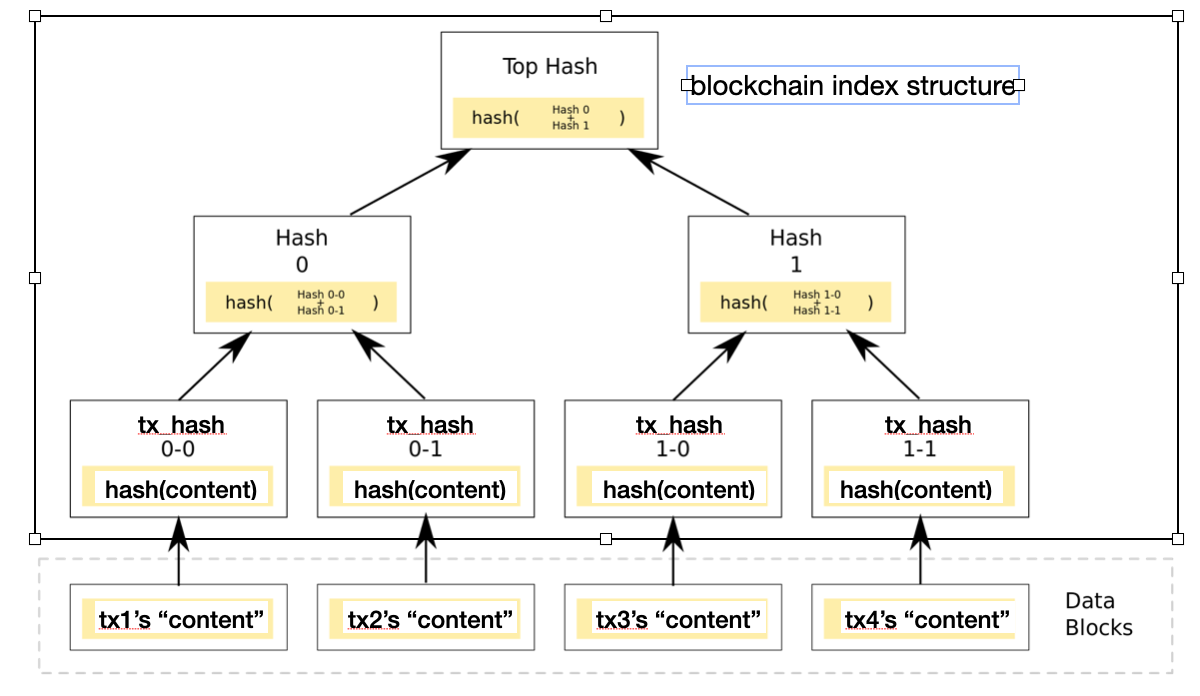 Top Hash
blockchain index structure
hash(
Hash 0
+
Hash 1
)
Hash
0
hash(
Hash 0-0
+
Hash 0-1
)
Hash
1
hash(
Hash 1-0
+
Hash 1-1
)
tx_hash
0-0
hash(content)
tx_hash
0-1
hash(content)
tx_hash
1-0
hash(content)
tx_hash
1-1
hash(content)
tx1’s “content”
tx2’s “content”
tx3’s “content”
tx4’s “content”
Data
Blocks